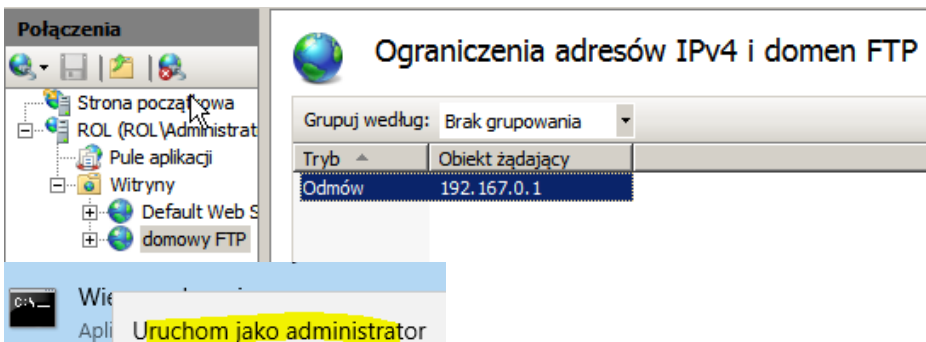 Połączenia
Strona początkowa
ROL (ROL\Administrat
Pule aplikacji
Witryny
Default Web S
domowy FTP
Ograniczenia adresów IPv4 i domen FTP
Grupuj według: Brak grupowania
Tryb Obiekt żądający
Odmów 192.167.0.1
Wie
Apli
Uruchom jako administrator